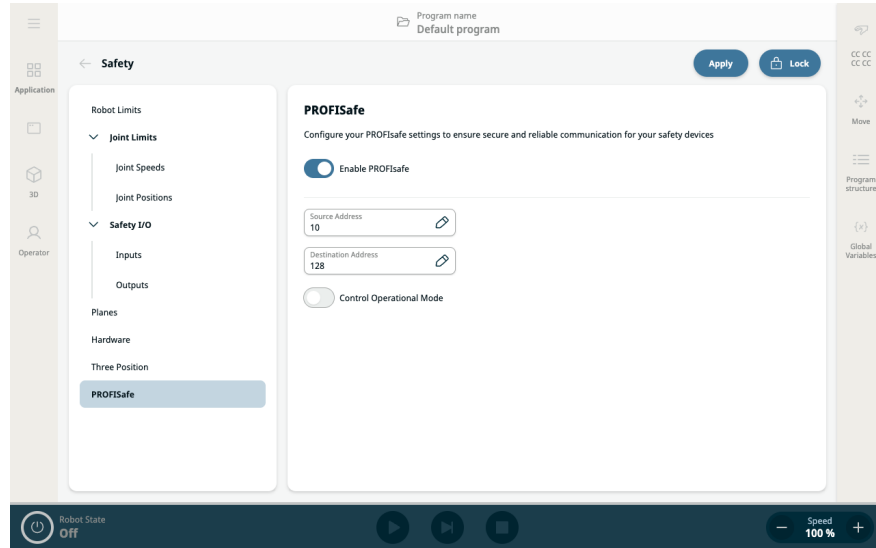 Program name
Default program
Safety
Apply
Lock
CC CC
CC CC
Application
Move
3D
Program
structure
Operator
Global
Variables
Robot Limits
Joint Limits
Joint Speeds
Joint Positions
Safety I/O
Inputs
Outputs
Planes
Hardware
Three Position
PROFISafe
PROFISafe
Configure your PROFIsafe settings to ensure secure and reliable communication for your safety devices
Enable PROFIsafe
Source Address
10
Destination Address
128
Control Operational Mode
Robot State
Off
Speed
100 %